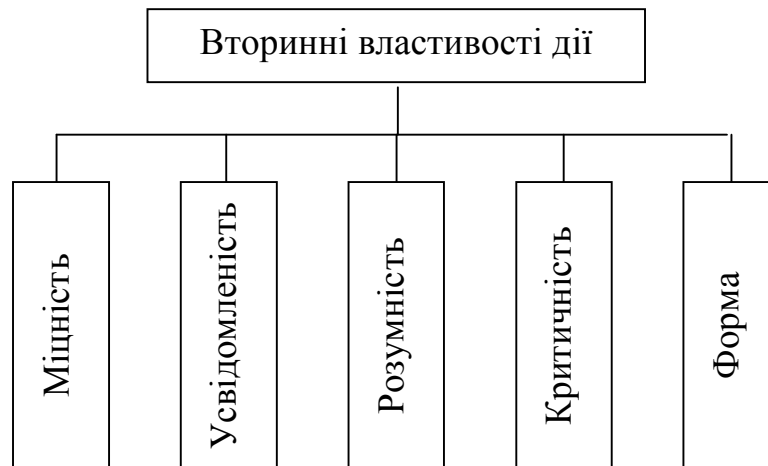 Вторинні властивості дії
Міцність
Усвідомленість
Розумність
Критичність
Форма